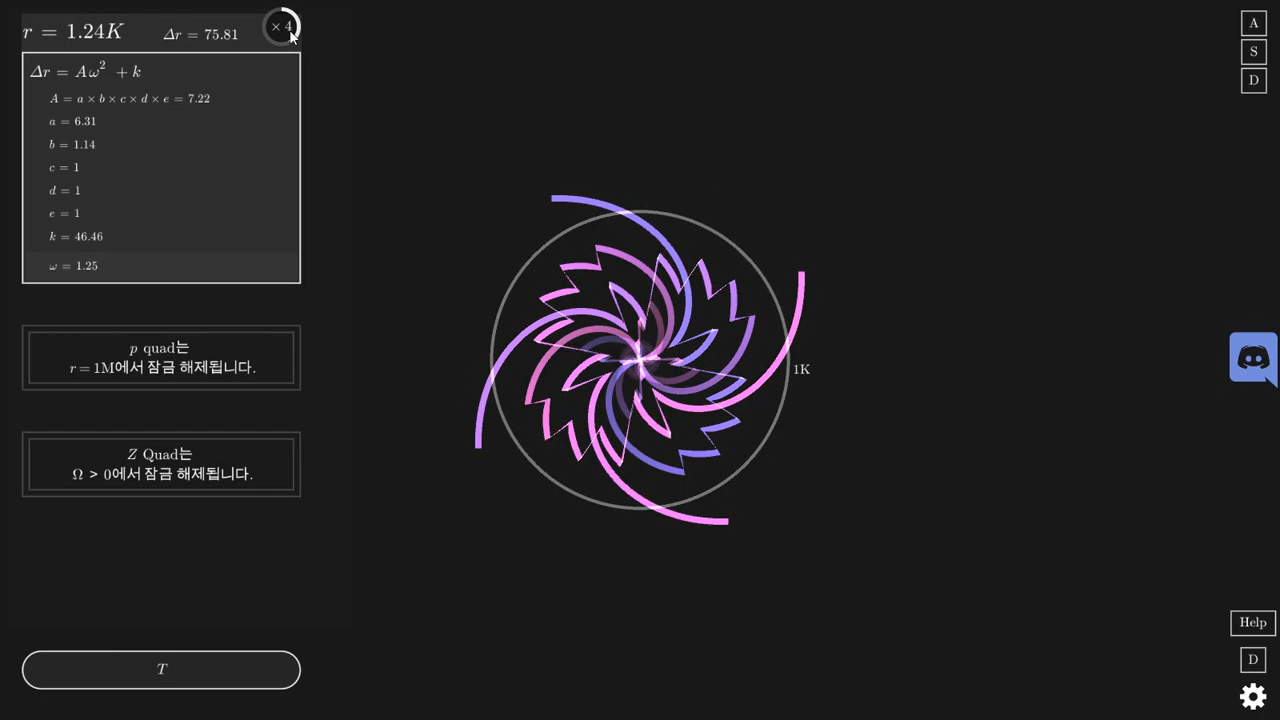 r = 1.24K Δr = 75.81 × 4
Δr = Aω² + k
A = a × b × c × d × e = 7.22
a = 6.31
b = 1.14
c = 1
d = 1
e = 1
k = 46.46
ω = 1.25
p quad는
r = 1M에서 잠금 해제됩니다.
Z Quad는
Ω > 0에서 잠금 해제됩니다.
T
1K
A
S
D
Help
D